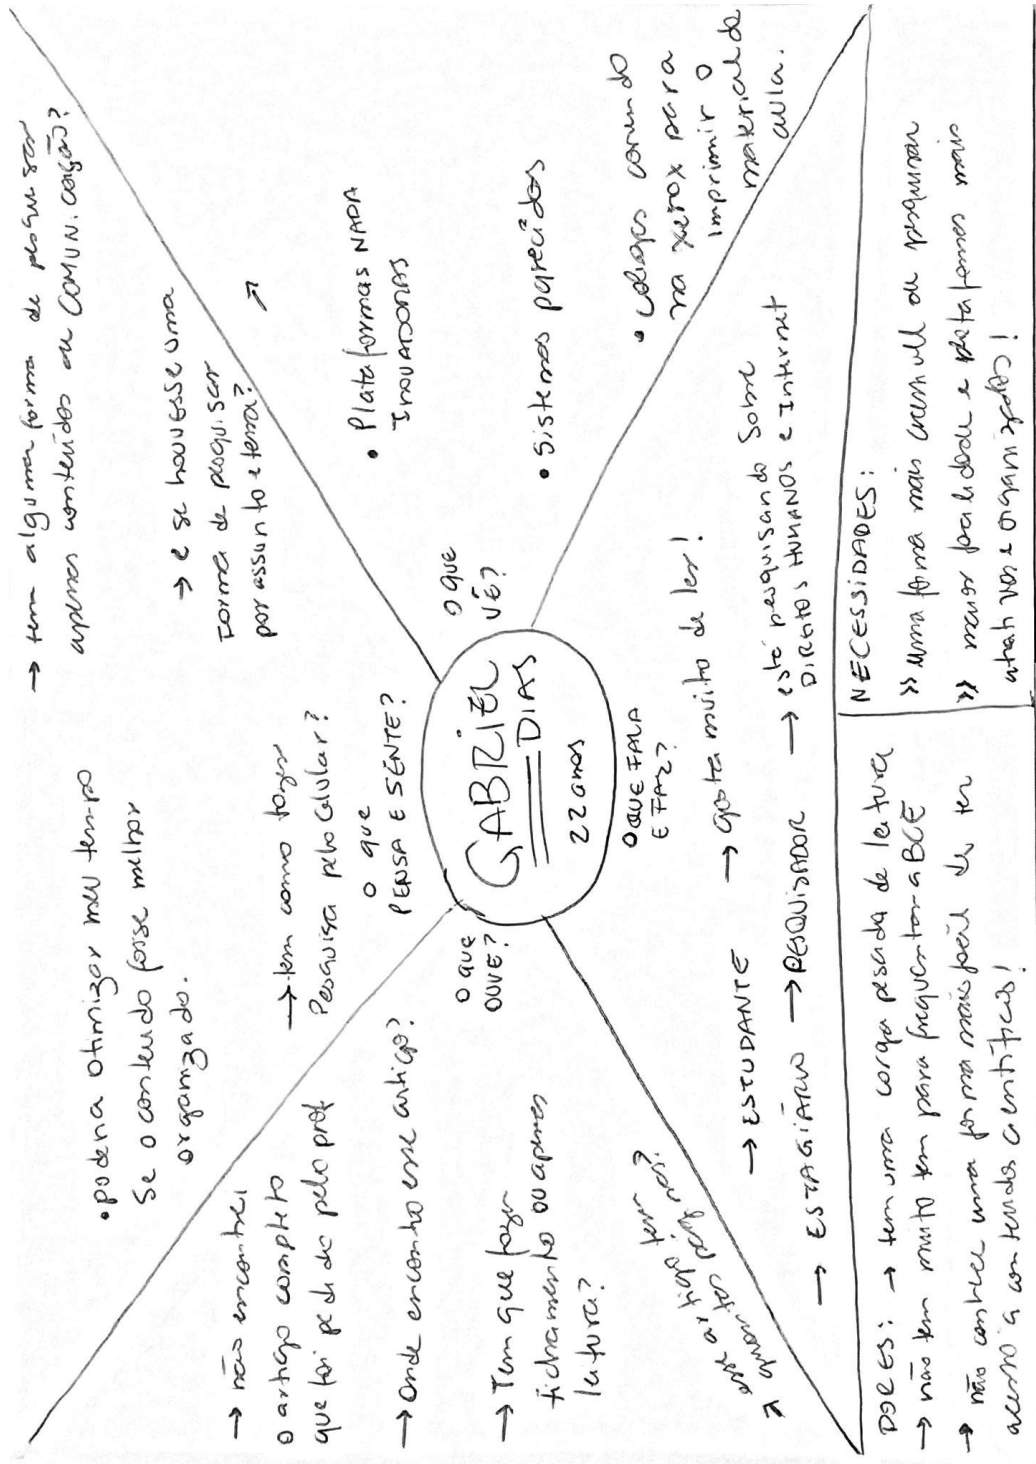 • poderia otimizar meu tempo
se o conteúdo fosse melhor
organizado.
→ tem alguma forma de pesquisar
apenas conteúdos de COMUNICAÇÃO?
→ tem como fazer
Pesquisa pelo celular?
→ e se houvesse uma
forma de pesquisar
por assunto e tema?
O que
PENSA E SENTE?
→ não encontrei
o artigo completo
que foi pedido pelo prof
→ Onde encontro esse artigo?
→ Tem que fazer
fichamento ou apenas
leitura?
→ esse artigo tem
quantas páginas?
O que
OUVE?
GABRIEL
DIAS
22 anos
O QUE
VÊ?
• Plataformas NADA
INOVADORAS
• Sistemas parecidos
• colegas correndo
na xerox para
imprimir o
material da
aula.
O QUE FALA
E FAZ?
→ ESTUDANTE → gosta muito de ler!
→ ESTAGIÁRIO → PESQUISADOR → está pesquisando sobre
DIREITOS HUMANOS e Internet
DORES: → tem uma carga pesada de leitura
→ não tem muito tem para frequentar a BCE
→ não conhece uma forma mais fácil de ter
acesso a conteúdos científicos!
NECESSIDADES:
» uma forma mais acessível de pesquisar
» maior facilidade e plataformas mais
atrativas e organizadas!